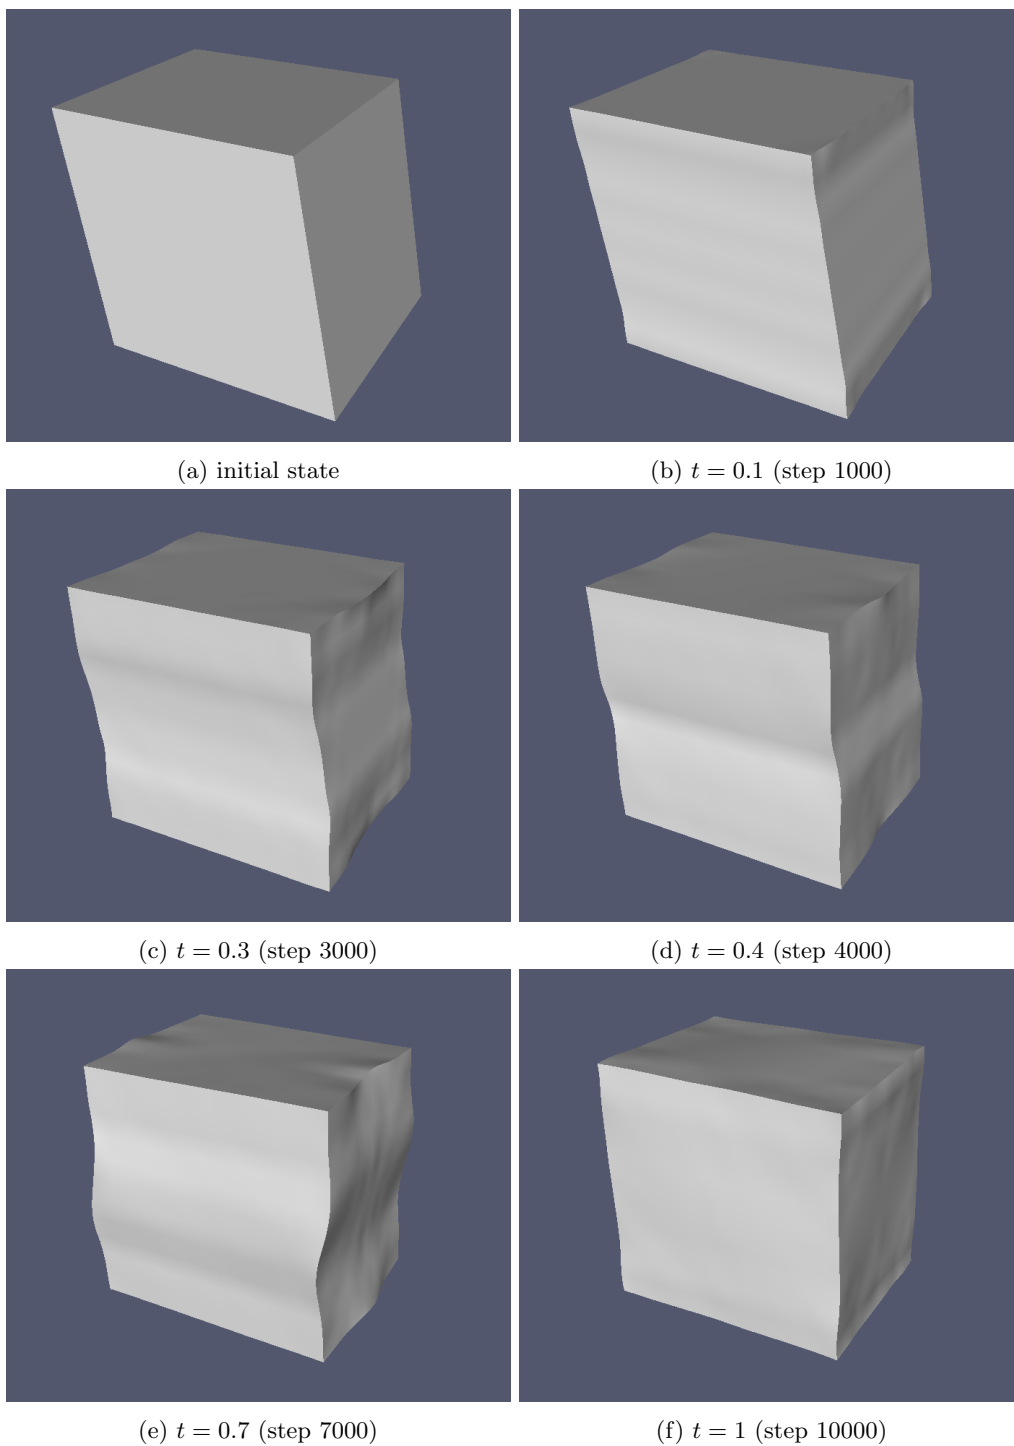 (a) initial state
(b) t = 0.1 (step 1000)
(c) t = 0.3 (step 3000)
(d) t = 0.4 (step 4000)
(e) t = 0.7 (step 7000)
(f) t = 1 (step 10000)